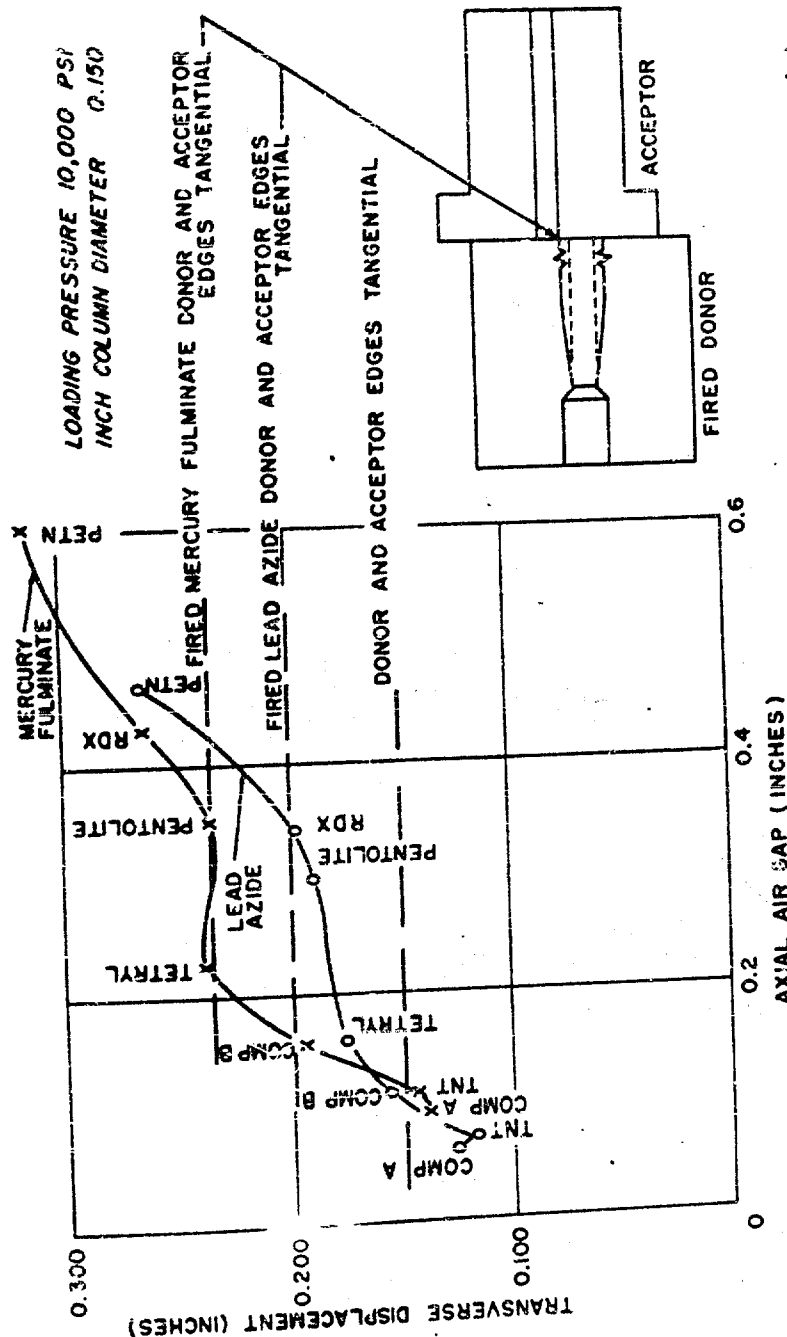 LOADING PRESSURE 10,000 PSI
INCH COLUMN DIAMETER 0.150
FIRED MERCURY FULMINATE DONOR AND ACCEPTOR
EDGES TANGENTIAL
FIRED LEAD AZIDE DONOR AND ACCEPTOR EDGES
TANGENTIAL
DONOR AND ACCEPTOR EDGES TANGENTIAL
ACCEPTOR
FIRED DONOR
MERCURY
FULMINATE
PETN
RDX
PENTOLITE
TETRYL
COMP B
TNT
COMP A
LEAD
AZIDE
PETN
RDX
PENTOLITE
TETRYL
COMP B
TNT
COMP A
0.300
0.200
0.100
0
0.2
0.4
0.6
TRANSVERSE DISPLACEMENT (INCHES)
AXIAL AIR GAP (INCHES)